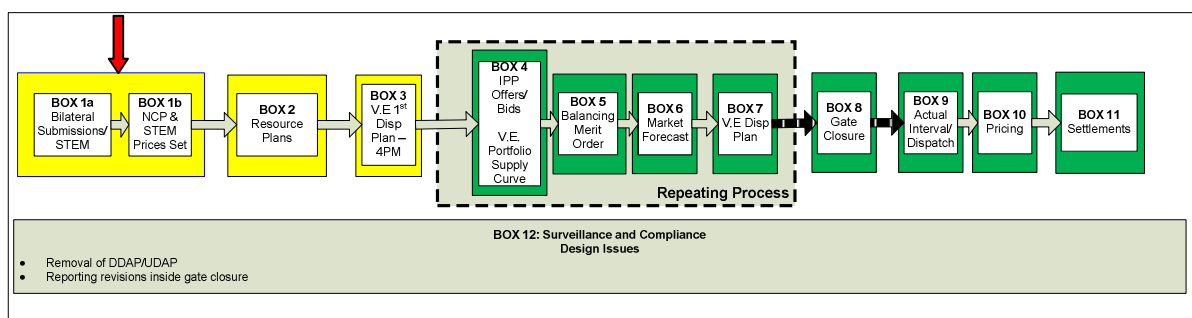 BOX 1a
Bilateral
Submissions/
STEM
BOX 1b
NCP &
STEM
Prices Set
BOX 2
Resource
Plans
BOX 3
V.E 1st
Disp
Plan –
4PM
BOX 4
IPP
Offers/
Bids
V.E.
Portfolio
Supply
Curve
BOX 5
Balancing
Merit
Order
BOX 6
Market
Forecast
BOX 7
V.E Disp
Plan
Repeating Process
BOX 8
Gate
Closure
BOX 9
Actual
Interval/
Dispatch
BOX 10
Pricing
BOX 11
Settlements
BOX 12: Surveillance and Compliance
Design Issues
• Removal of DDAP/UDAP
• Reporting revisions inside gate closure